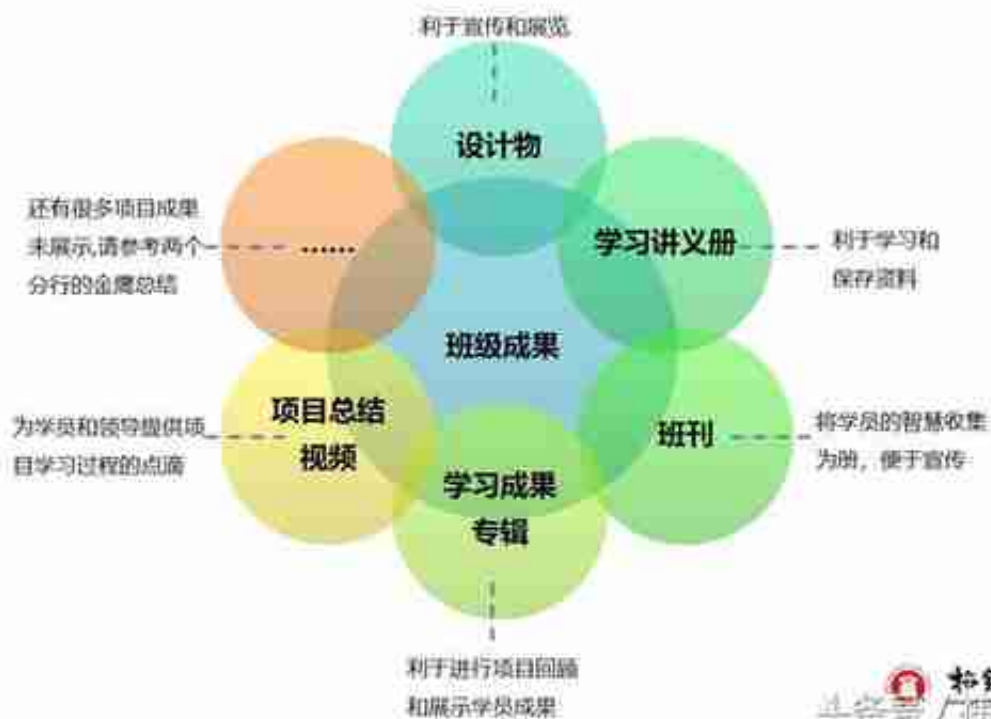 利于宣传和展览
设计物
还有很多项目成果
未展示,请参考两个
分行的金鹰总结
……
学习讲义册
利于学习和
保存资料
班级成果
项目总结
视频
为学员和领导提供项
目学习过程的点滴
班刊
将学员的智慧收集
为册，便于宣传
学习成果
专辑
利于进行项目回顾
和展示学员成果